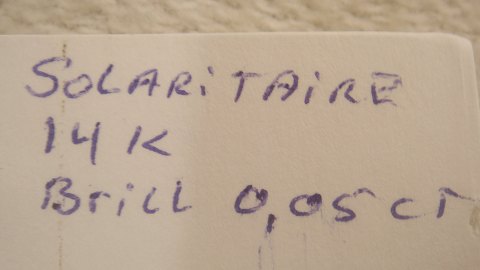 SOLARiTAiRE
14 K
Brill 0,05 ct